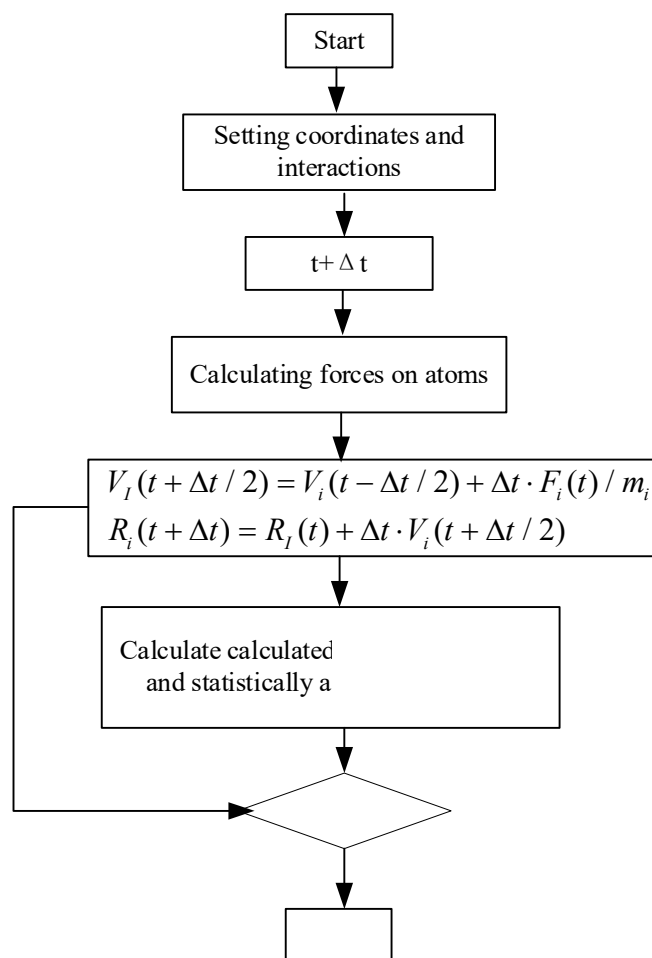 Start
Setting coordinates and
interactions
t+Δt
Calculating forces on atoms
V_I(t+Δt/2)=V_i(t−Δt/2)+Δt·F_i(t)/m_i
R_i(t+Δt)=R_I(t)+Δt·V_i(t+Δt/2)
Calculate calculated
and statistically a